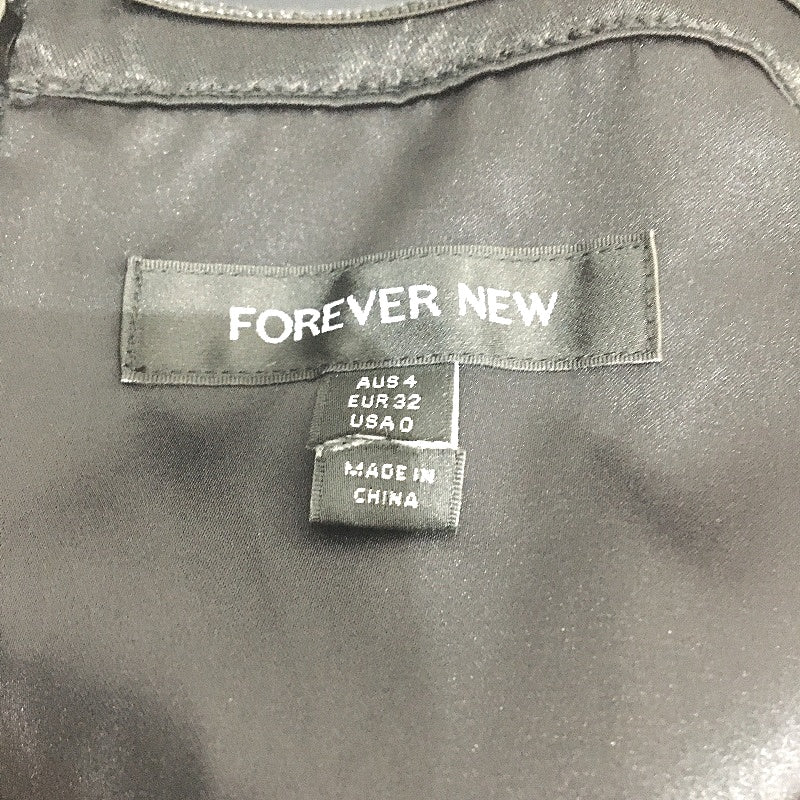 FOREVER NEW
AUS 4
EUR 32
USA 0
MADE IN
CHINA